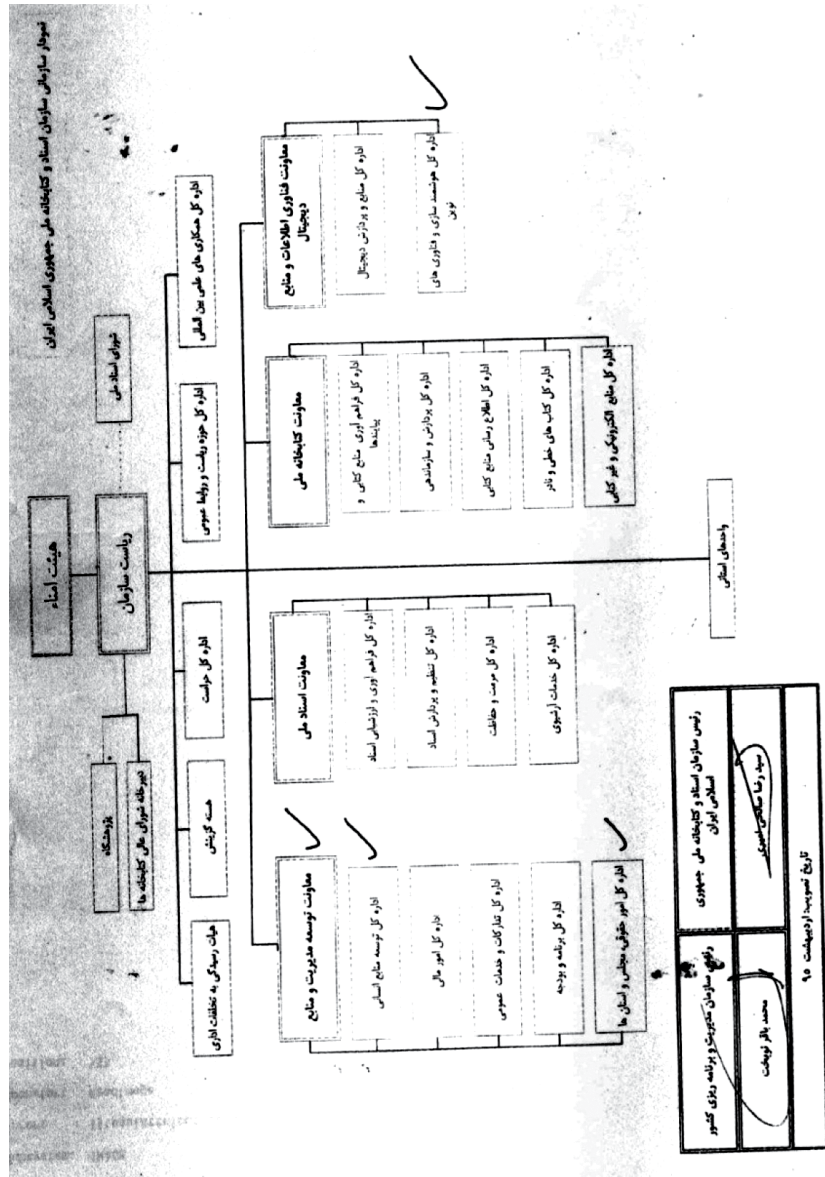 نمودار سازمانی سازمان اسناد و کتابخانه ملی جمهوری اسلامی ایران
هیئت امناء
ریاست سازمان
شورای اسناد ملی
پژوهشگاه
دبیرخانه شورای عالی کتابخانه ها
اداره کل همکاری های علمی بین المللی
اداره کل حوزه ریاست و روابط عمومی
اداره کل حراست
هسته گزینش
هیات رسیدگی به تخلفات اداری
معاونت فناوری اطلاعات و منابع
دیجیتال
اداره کل منابع و پردازش دیجیتال
اداره کل هوشمند سازی و فناوری های
نوین
معاونت کتابخانه ملی
اداره کل فراهم آوری منابع کتابی و
پیایندها
اداره کل پردازش و سازماندهی
اداره کل اطلاع رسانی منابع کتابی
اداره کل کتاب های خطی و نادر
اداره کل منابع الکترونیکی و غیر کتابی
معاونت اسناد ملی
اداره کل فراهم آوری و ارزشیابی اسناد
اداره کل تنظیم و پردازش اسناد
اداره کل مرمت و حفاظت
اداره کل خدمات آرشیوی
معاونت توسعه مدیریت و منابع
اداره کل توسعه منابع انسانی
اداره کل امور مالی
اداره کل تدارکات و خدمات عمومی
اداره کل برنامه و بودجه
اداره کل امور حقوقی، مجلس و استان ها
واحدهای استانی
رئیس سازمان اسناد و کتابخانه ملی جمهوری
اسلامی ایران
سید رضا صالحی امیری
رئیس سازمان مدیریت و برنامه ریزی کشور
محمد باقر نوبخت
تاریخ تصویب: اردیبهشت ۹۵